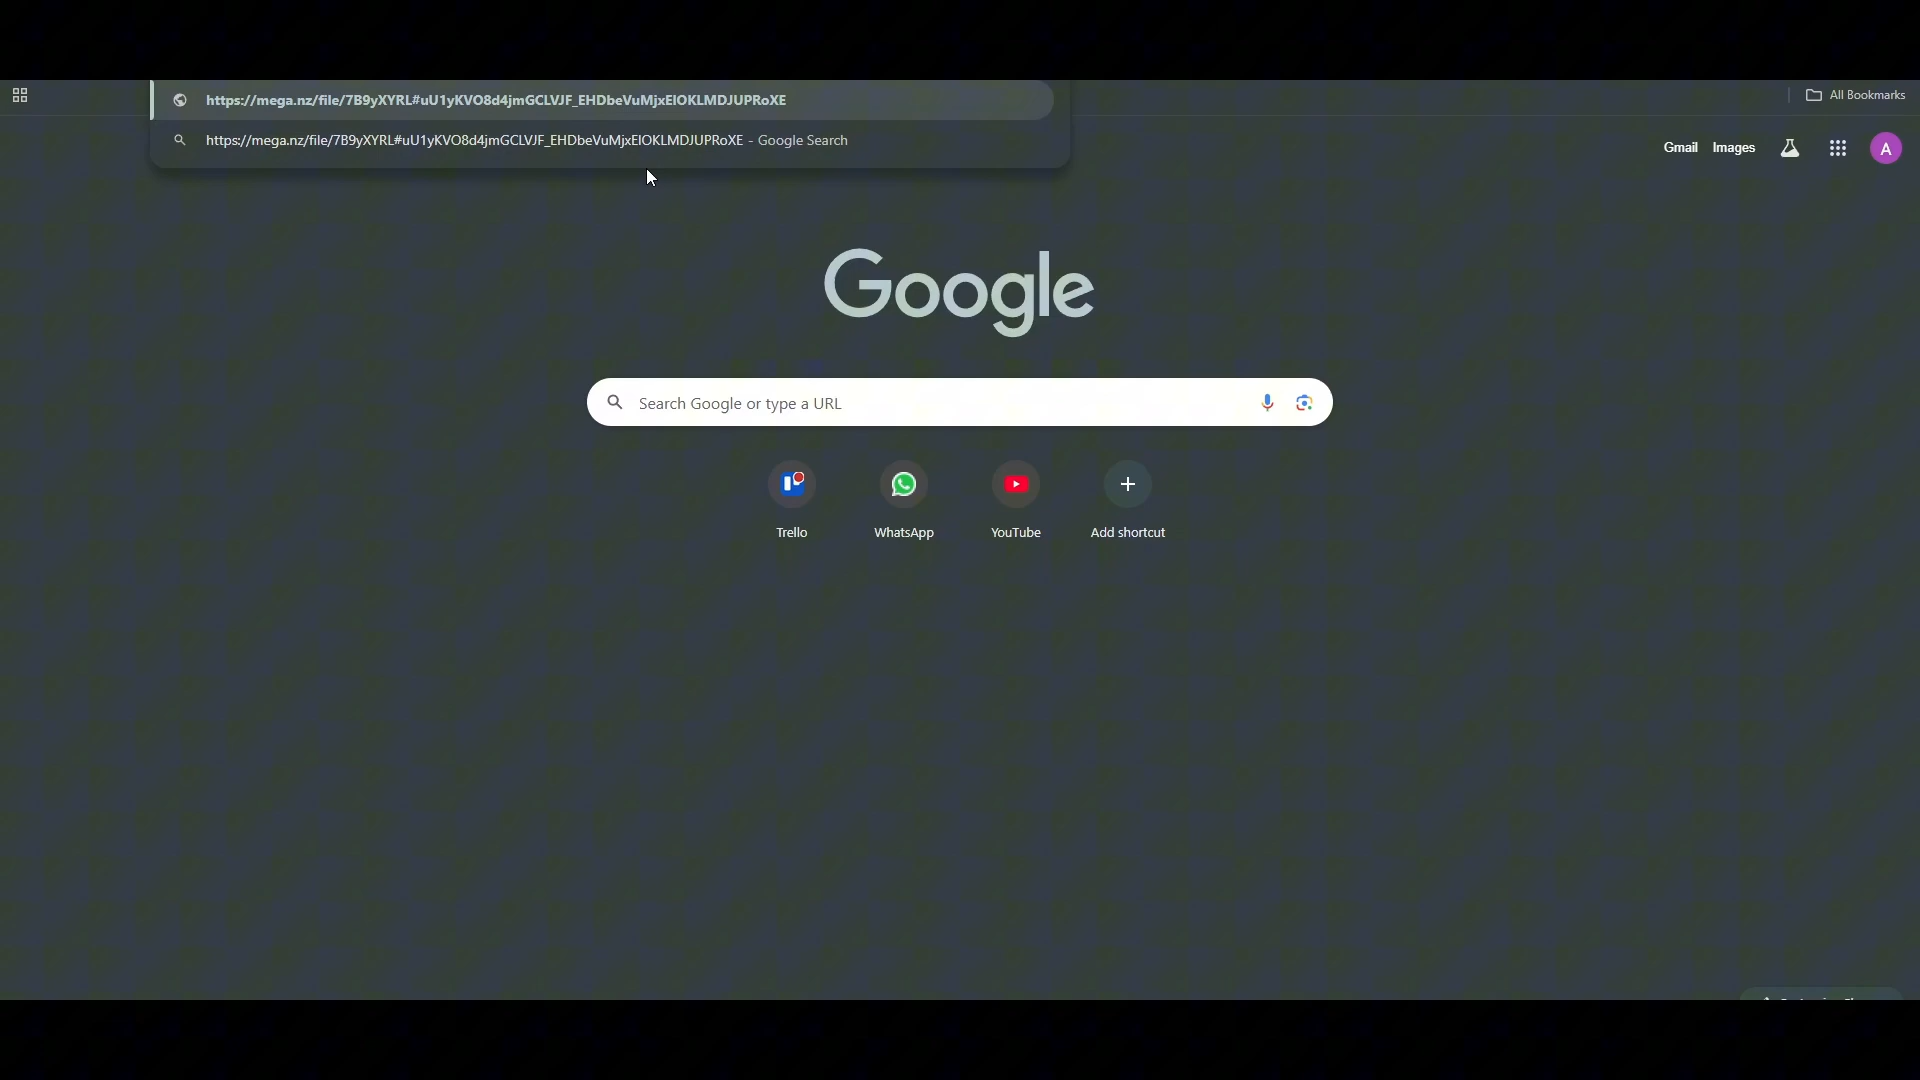 https://mega.nz/file/7B9yXYRL#uU1yKVO8d4jmGCLVJF_EHDbeVuMjxEIOKLMDJUPRoXE
All Bookmarks
https://mega.nz/file/7B9yXYRL#uU1yKVO8d4jmGCLVJF_EHDbeVuMjxEIOKLMDJUPRoXE - Google Search
Gmail Images A
Google
Search Google or type a URL
Trello WhatsApp YouTube Add shortcut